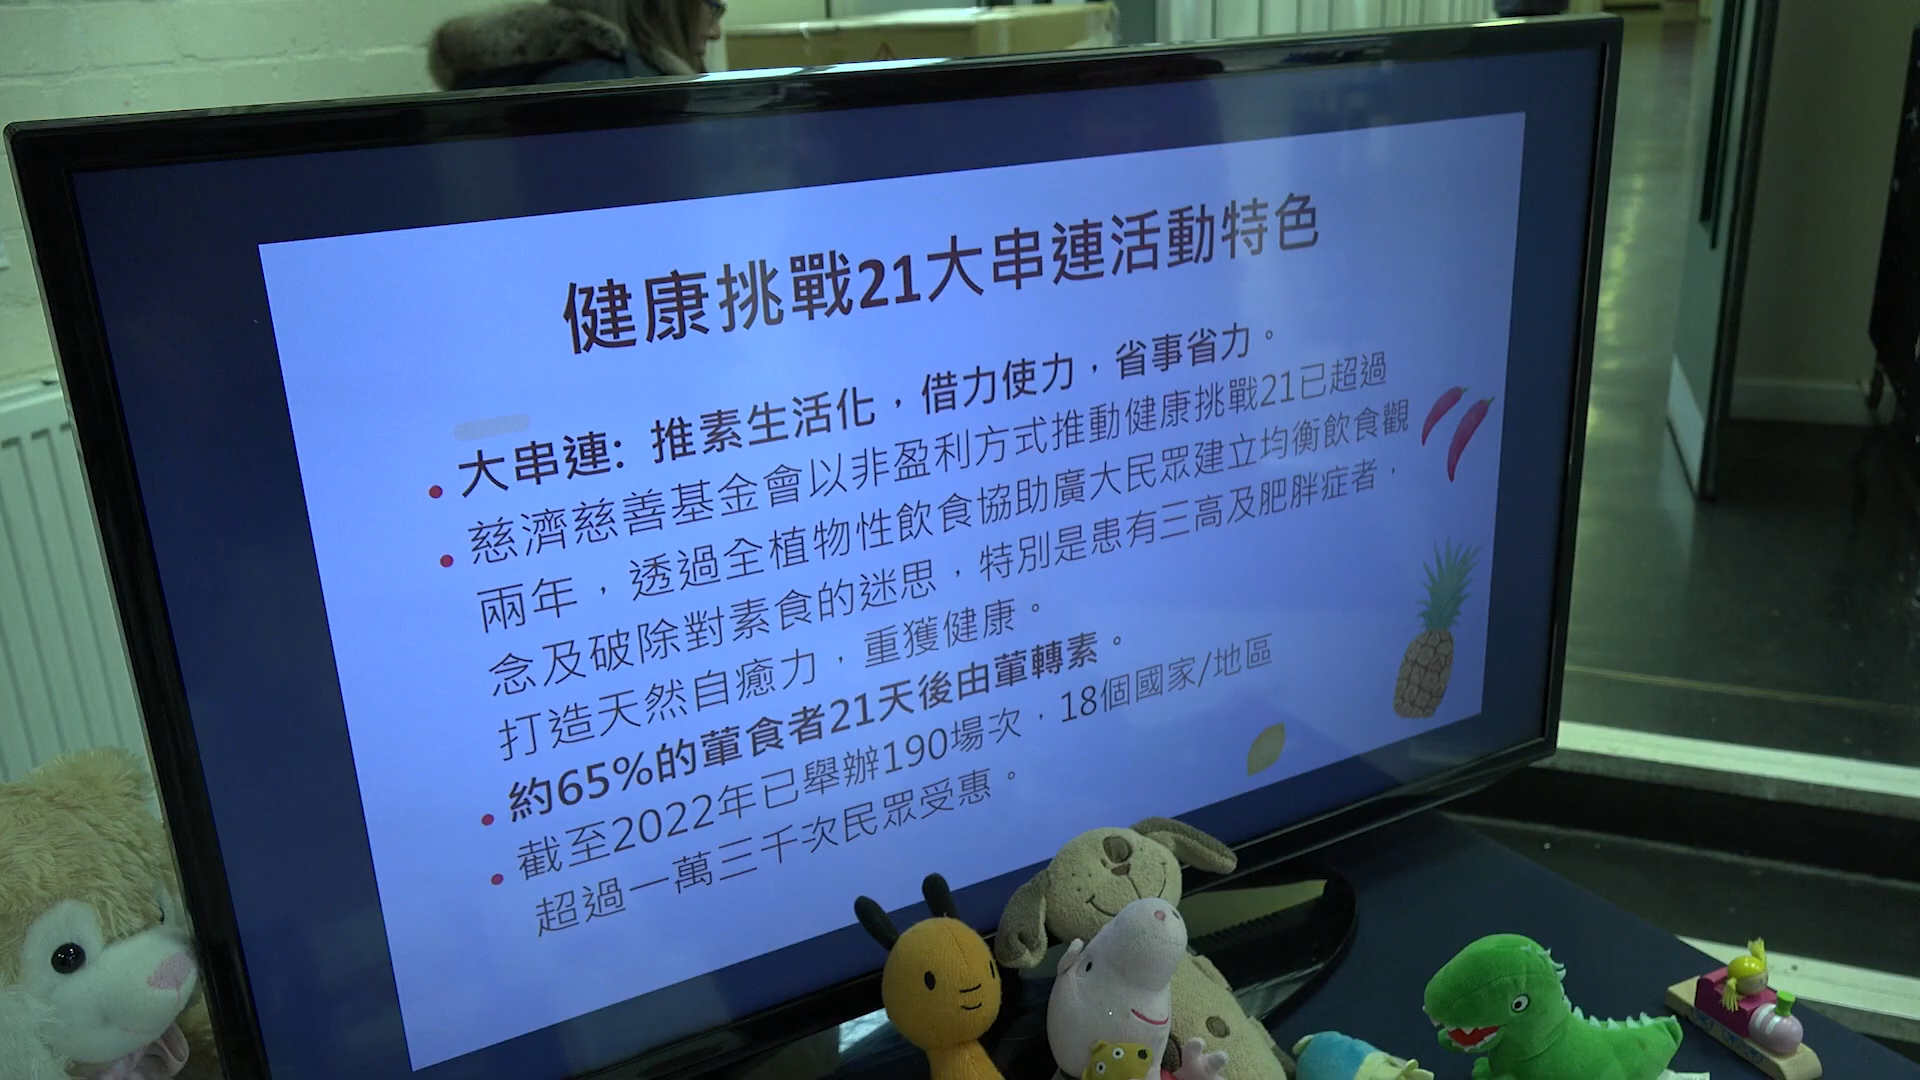 健康挑戰21大串連活動特色
大串連: 推素生活化，借力使力，省事省力。
慈濟慈善基金會以非盈利方式推動健康挑戰21已超過
兩年，透過全植物性飲食協助廣大民眾建立均衡飲食觀
念及破除對素食的迷思，特別是患有三高及肥胖症者，
打造天然自癒力，重獲健康。
約65%的葷食者21天後由葷轉素。
截至2022年已舉辦190場次，18個國家/地區
超過一萬三千次民眾受惠。